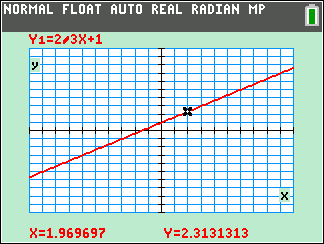 NORMAL FLOAT AUTO REAL RADIAN MP
Y₁=2/3X+1
y
x
X=1.969697 Y=2.3131313